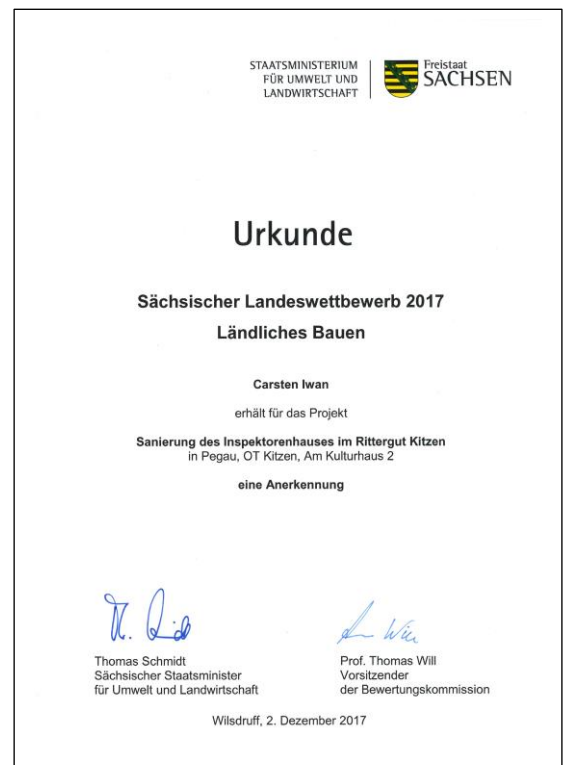 STAATSMINISTERIUM
FÜR UMWELT UND
LANDWIRTSCHAFT
Freistaat
SACHSEN
Urkunde
Sächsischer Landeswettbewerb 2017
Ländliches Bauen
Carsten Iwan
erhält für das Projekt
Sanierung des Inspektorenhauses im Rittergut Kitzen
in Pegau, OT Kitzen, Am Kulturhaus 2
eine Anerkennung
Thomas Schmidt
Sächsischer Staatsminister
für Umwelt und Landwirtschaft
Prof. Thomas Will
Vorsitzender
der Bewertungskommission
Wilsdruff, 2. Dezember 2017